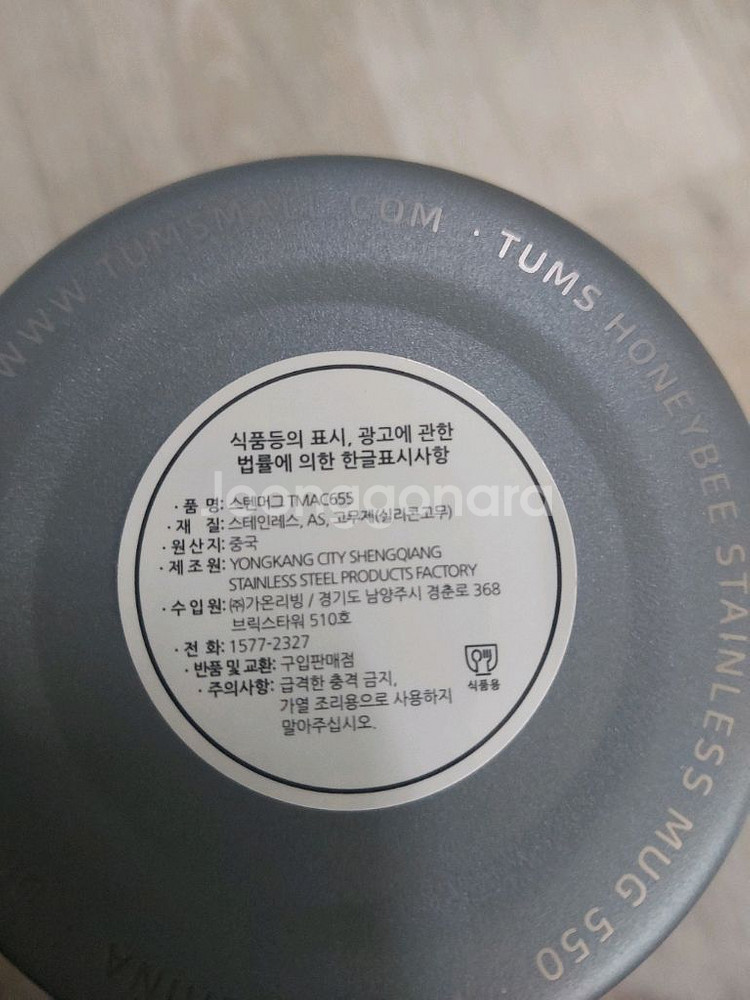 WWW.TUMSMALL.COM · TUMS HONEYBEE STAINLESS MUG 550
식품등의 표시, 광고에 관한
법률에 의한 한글표시사항
· 품 명: 스텐머그 TMAC655
· 재 질: 스테인레스, AS, 고무제(실리콘고무)
· 원산지: 중국
· 제조원: YONGKANG CITY SHENGQIANG
STAINLESS STEEL PRODUCTS FACTORY
· 수입원: ㈜가온리빙 / 경기도 남양주시 경춘로 368
브릭스타워 510호
· 전 화: 1577-2327
· 반품 및 교환: 구입판매점
· 주의사항: 급격한 충격 금지,
가열 조리용으로 사용하지
말아주십시오.
식품용
Joonggonara